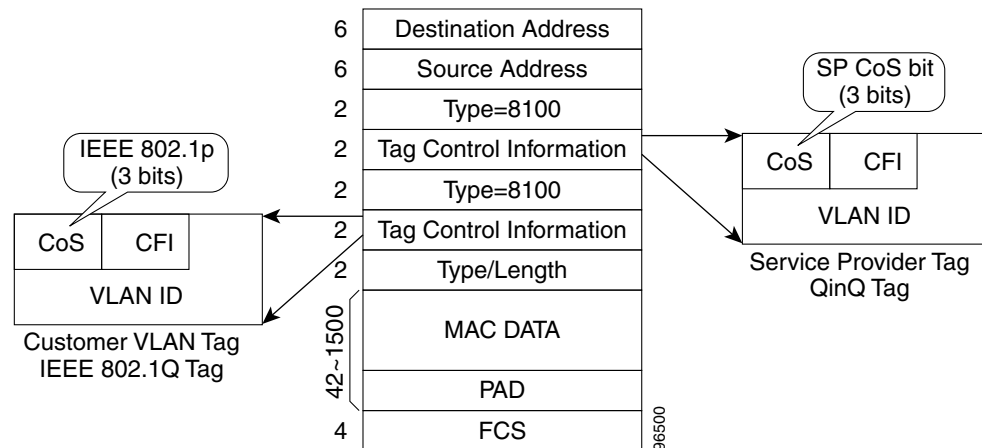 6 Destination Address
6 Source Address
2 Type=8100
2 Tag Control Information
2 Type=8100
2 Tag Control Information
2 Type/Length
42~1500
MAC DATA
PAD
4 FCS
IEEE 802.1p
(3 bits)
CoS CFI
VLAN ID
Customer VLAN Tag
IEEE 802.1Q Tag
SP CoS bit
(3 bits)
CoS CFI
VLAN ID
Service Provider Tag
QinQ Tag
96500